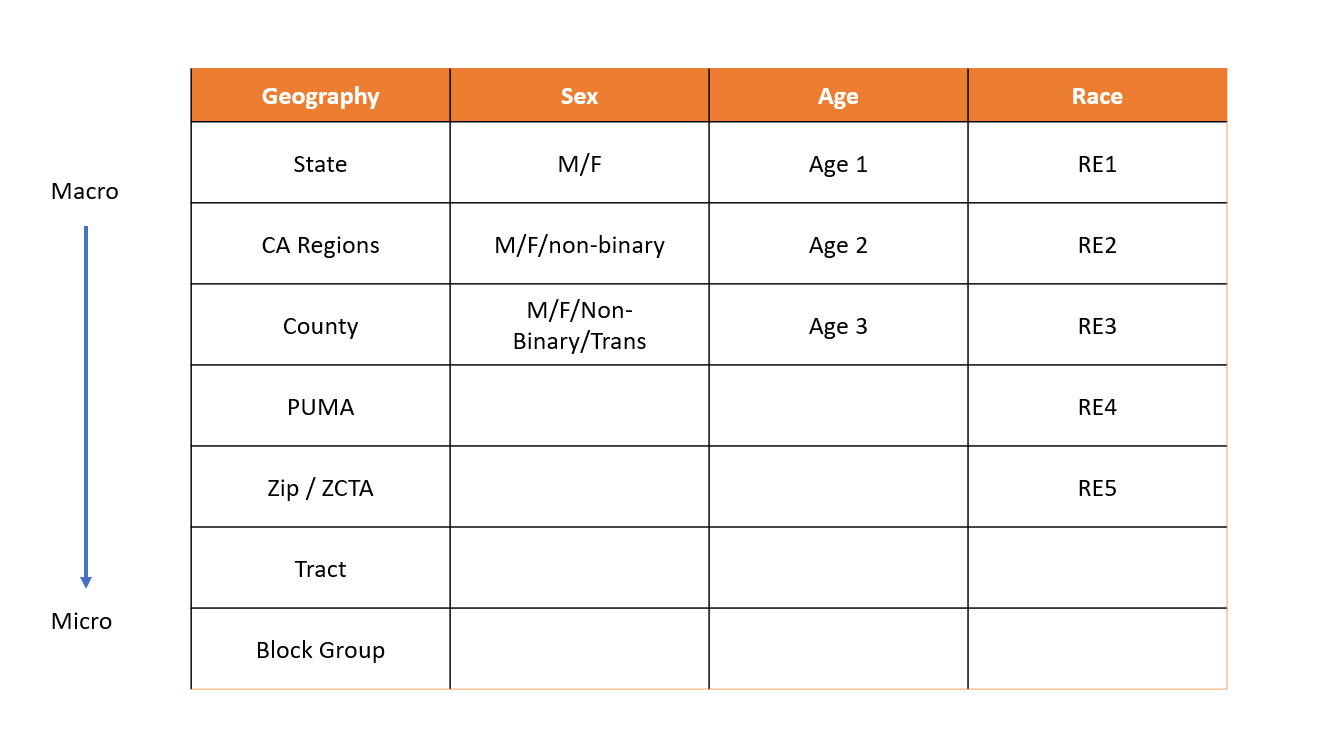 Geography Sex Age Race
State M/F Age 1 RE1
Macro
CA Regions M/F/non-binary Age 2 RE2
County M/F/Non-
Binary/Trans Age 3 RE3
PUMA RE4
Zip / ZCTA RE5
Tract
Micro
Block Group